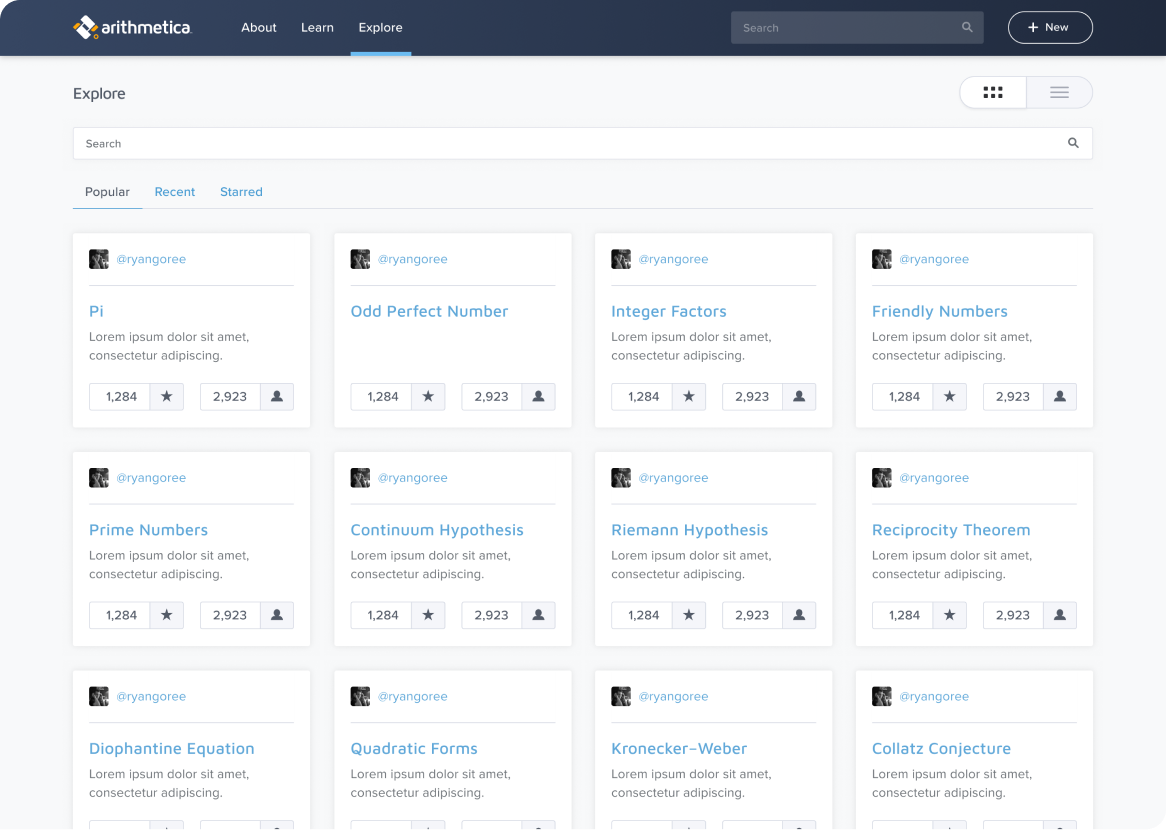 arithmetica
About Learn Explore
Search
+ New
Explore
Search
Popular Recent Starred
@ryangoree
Pi
Lorem ipsum dolor sit amet,
consectetur adipiscing.
1,284 2,923
@ryangoree
Odd Perfect Number
1,284 2,923
@ryangoree
Integer Factors
Lorem ipsum dolor sit amet,
consectetur adipiscing.
1,284 2,923
@ryangoree
Friendly Numbers
Lorem ipsum dolor sit amet,
consectetur adipiscing.
1,284 2,923
@ryangoree
Prime Numbers
Lorem ipsum dolor sit amet,
consectetur adipiscing.
1,284 2,923
@ryangoree
Continuum Hypothesis
Lorem ipsum dolor sit amet,
consectetur adipiscing.
1,284 2,923
@ryangoree
Riemann Hypothesis
Lorem ipsum dolor sit amet,
consectetur adipiscing.
1,284 2,923
@ryangoree
Reciprocity Theorem
Lorem ipsum dolor sit amet,
consectetur adipiscing.
1,284 2,923
@ryangoree
Diophantine Equation
Lorem ipsum dolor sit amet,
consectetur adipiscing.
@ryangoree
Quadratic Forms
Lorem ipsum dolor sit amet,
consectetur adipiscing.
@ryangoree
Kronecker–Weber
Lorem ipsum dolor sit amet,
consectetur adipiscing.
@ryangoree
Collatz Conjecture
Lorem ipsum dolor sit amet,
consectetur adipiscing.